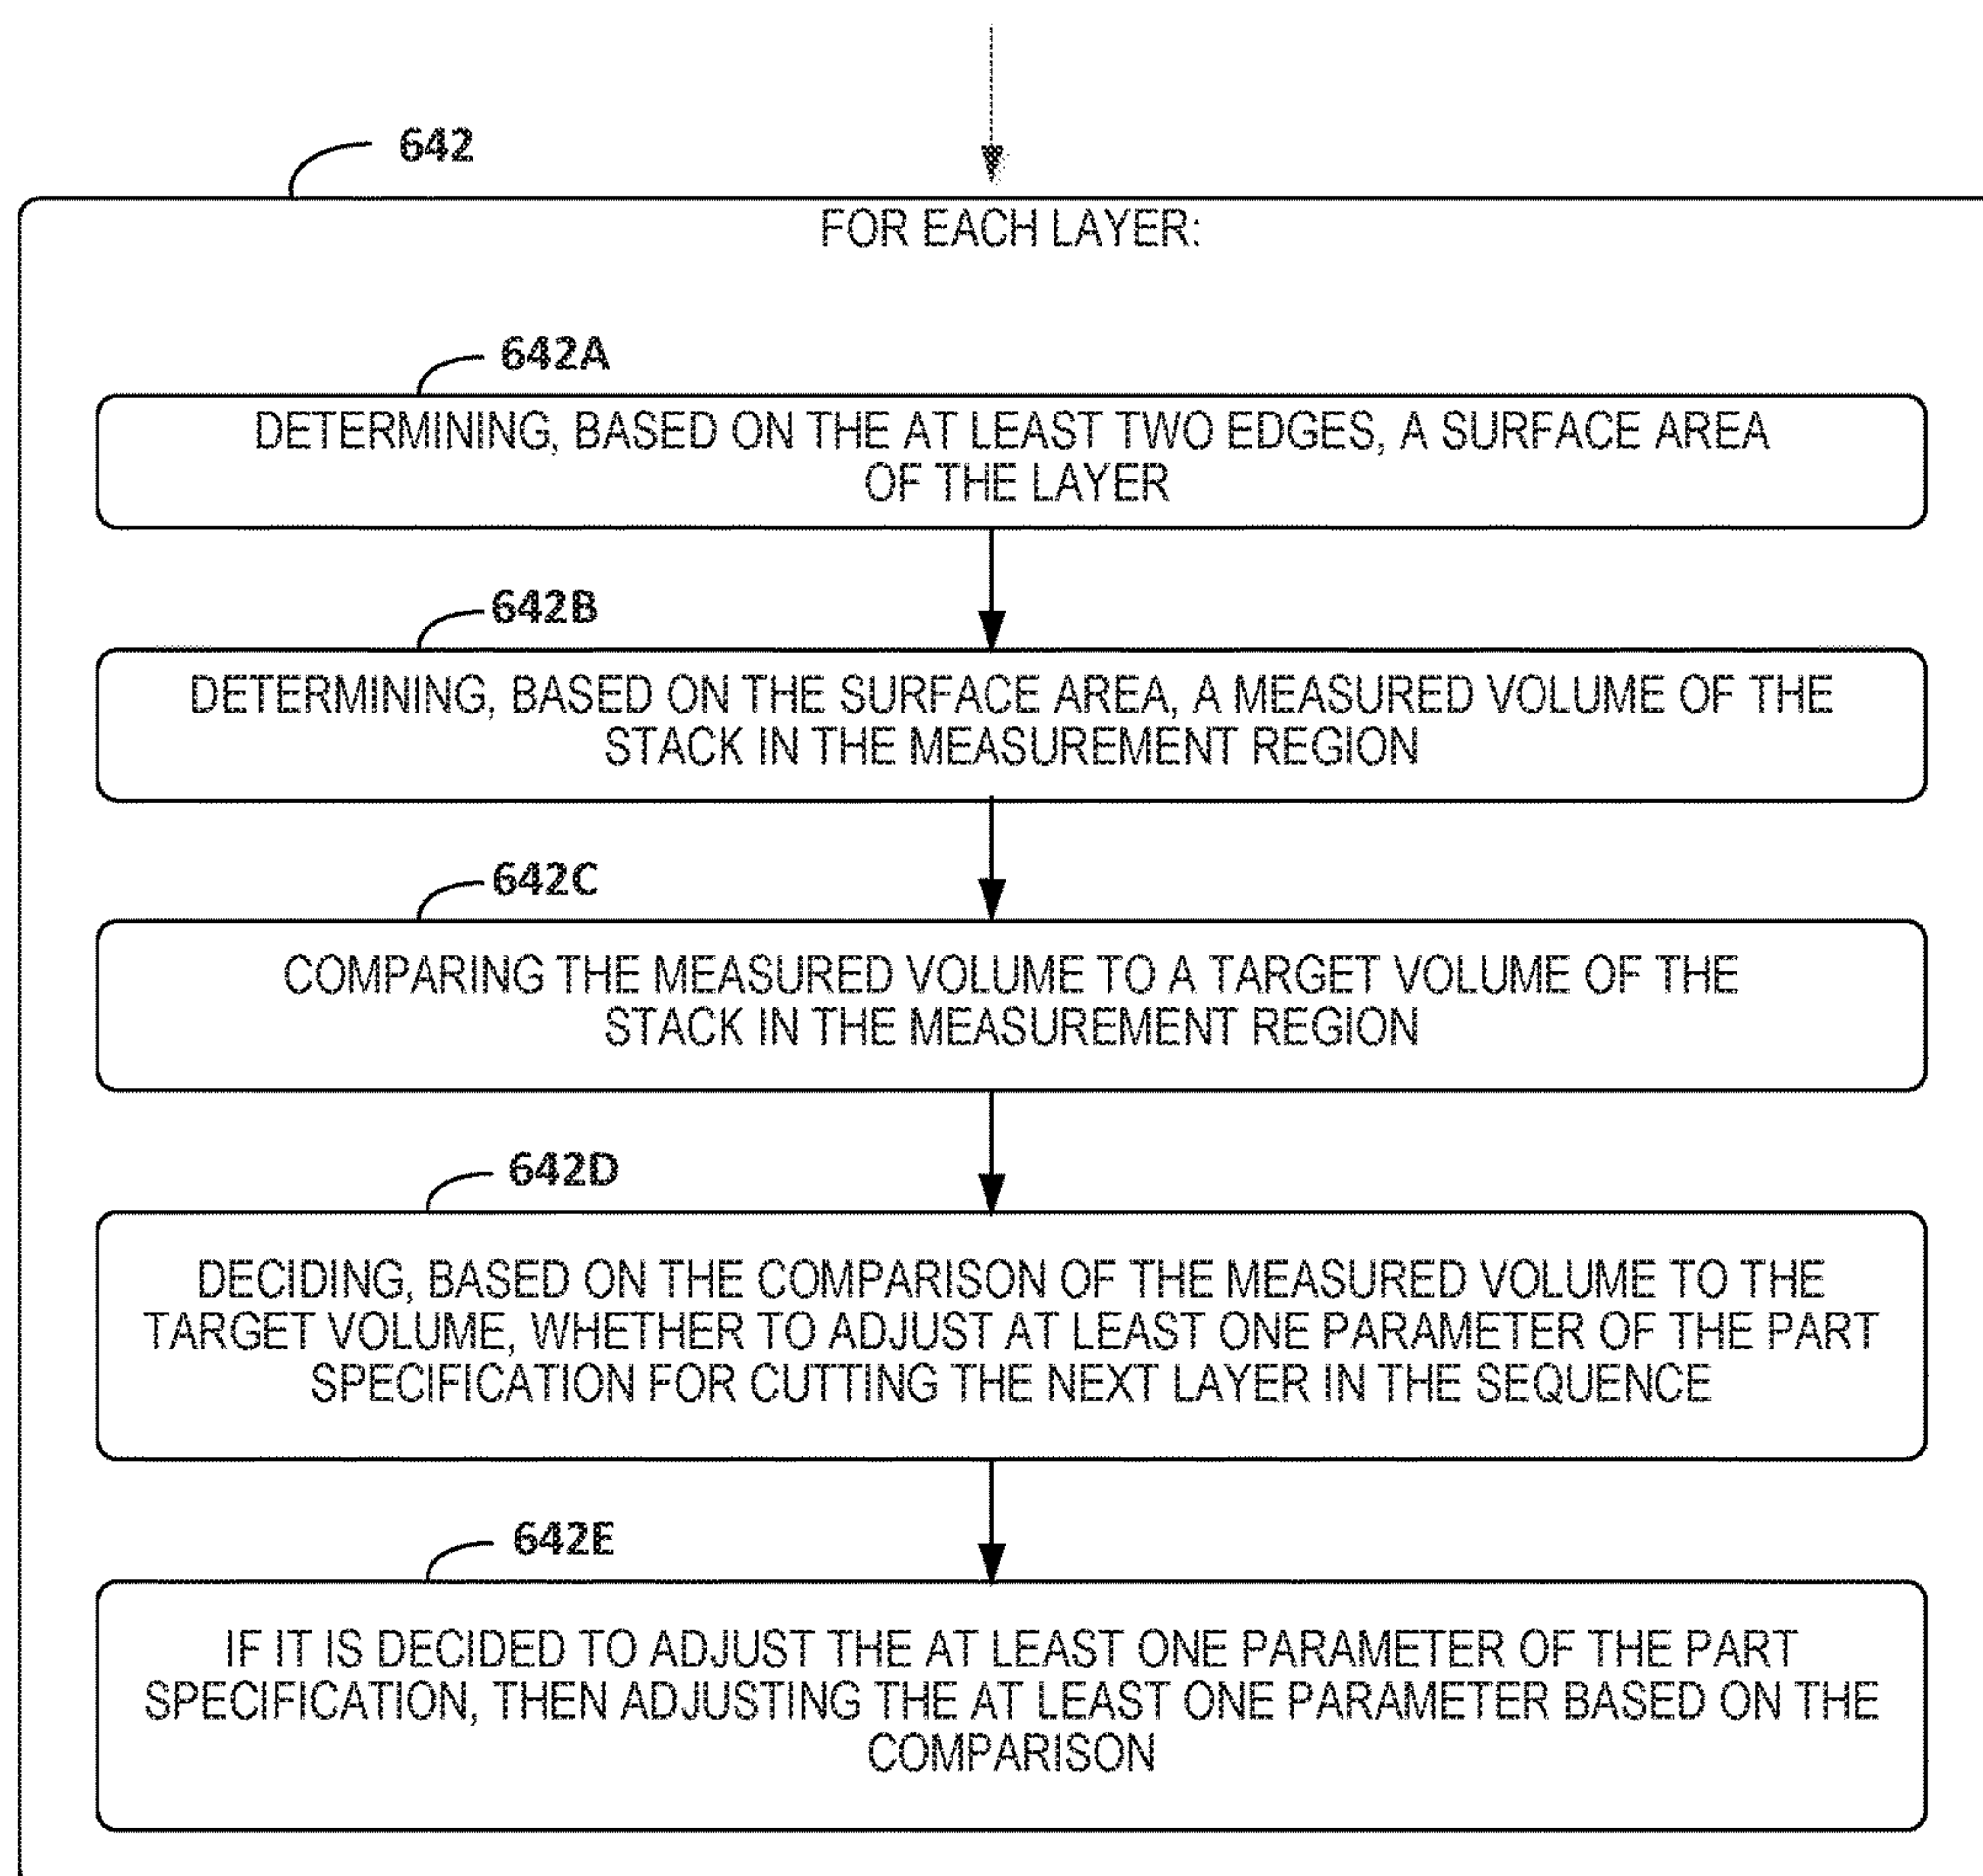 642
FOR EACH LAYER:
642A
DETERMINING, BASED ON THE AT LEAST TWO EDGES, A SURFACE AREA
OF THE LAYER
642B
DETERMINING, BASED ON THE SURFACE AREA, A MEASURED VOLUME OF THE
STACK IN THE MEASUREMENT REGION
642C
COMPARING THE MEASURED VOLUME TO A TARGET VOLUME OF THE
STACK IN THE MEASUREMENT REGION
642D
DECIDING, BASED ON THE COMPARISON OF THE MEASURED VOLUME TO THE
TARGET VOLUME, WHETHER TO ADJUST AT LEAST ONE PARAMETER OF THE PART
SPECIFICATION FOR CUTTING THE NEXT LAYER IN THE SEQUENCE
642E
IF IT IS DECIDED TO ADJUST THE AT LEAST ONE PARAMETER OF THE PART
SPECIFICATION, THEN ADJUSTING THE AT LEAST ONE PARAMETER BASED ON THE
COMPARISON